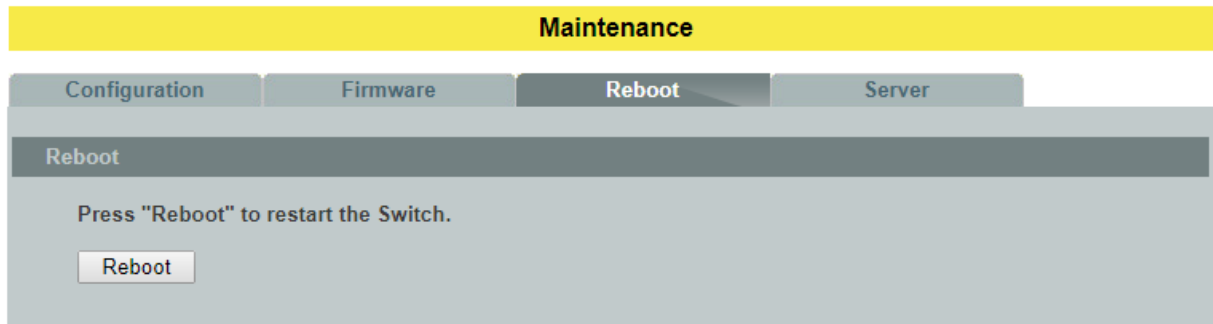 Maintenance
Configuration Firmware Reboot Server
Reboot
Press "Reboot" to restart the Switch.
Reboot